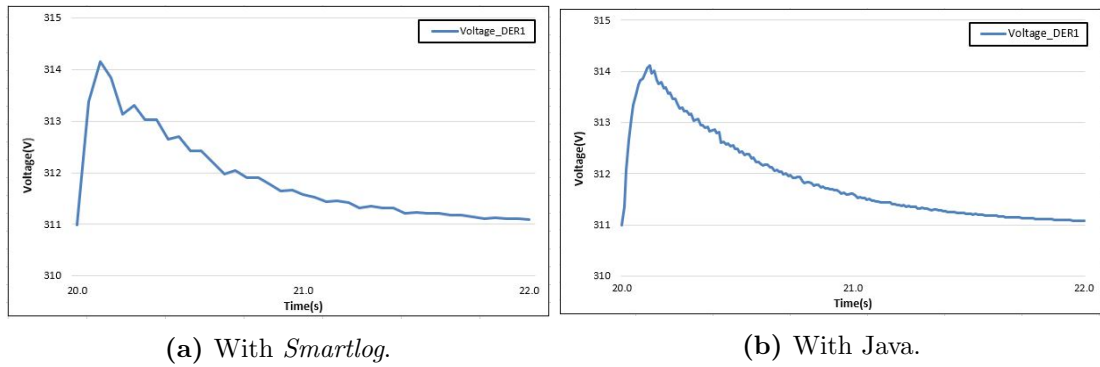 315
314
313
312
311
310
Voltage(V)
Voltage_DER1
20.0
21.0
22.0
Time(s)
(a) With Smartlog.
315
314
313
312
311
310
Voltage(V)
Voltage_DER1
20.0
21.0
22.0
Time(s)
(b) With Java.